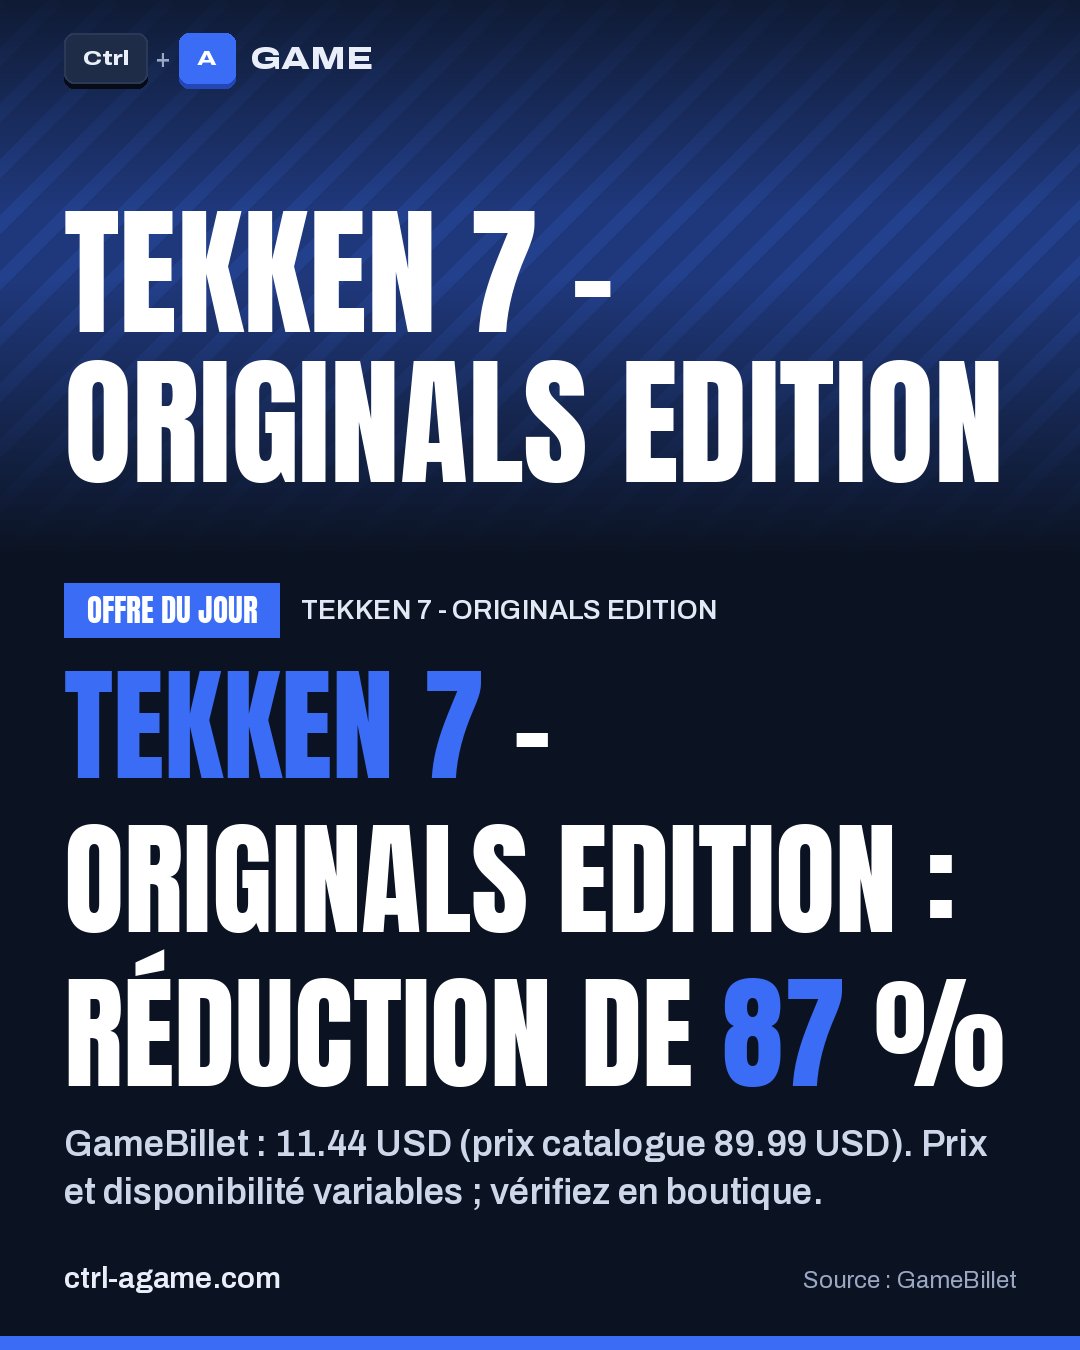 Ctrl + A GAME
TEKKEN 7 -
ORIGINALS EDITION
OFFRE DU JOUR TEKKEN 7 - ORIGINALS EDITION
TEKKEN 7 -
ORIGINALS EDITION :
RÉDUCTION DE 87 %
GameBillet : 11.44 USD (prix catalogue 89.99 USD). Prix
et disponibilité variables ; vérifiez en boutique.
ctrl-agame.com Source : GameBillet